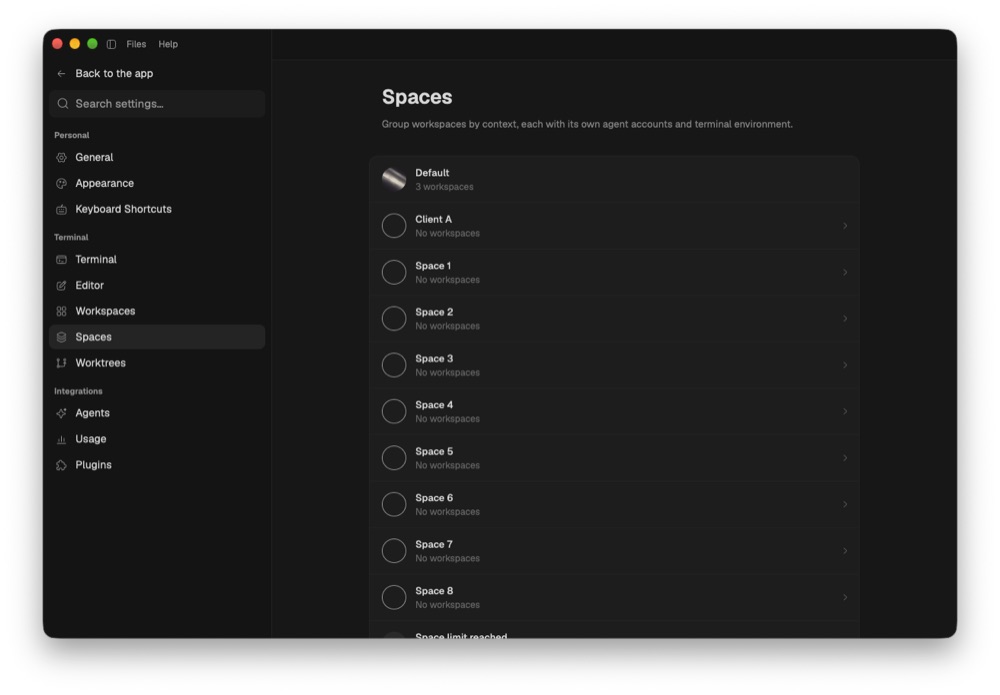 Files Help
Back to the app
Search settings...
Personal
General
Appearance
Keyboard Shortcuts
Terminal
Terminal
Editor
Workspaces
Spaces
Worktrees
Integrations
Agents
Usage
Plugins
Spaces
Group workspaces by context, each with its own agent accounts and terminal environment.
Default
3 workspaces
Client A
No workspaces
Space 1
No workspaces
Space 2
No workspaces
Space 3
No workspaces
Space 4
No workspaces
Space 5
No workspaces
Space 6
No workspaces
Space 7
No workspaces
Space 8
No workspaces
Space limit reached